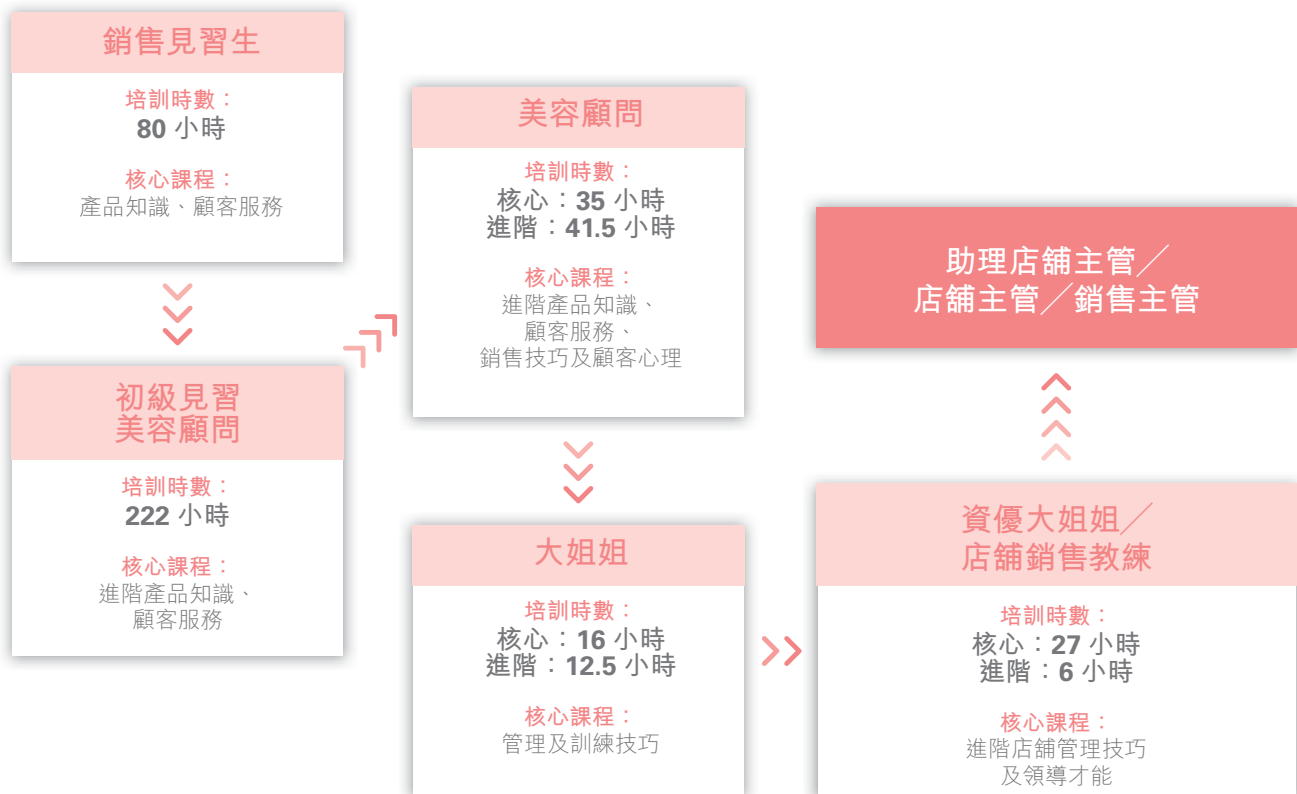 銷售見習生
培訓時數：
80 小時
核心課程：
產品知識、顧客服務
初級見習
美容顧問
培訓時數：
222 小時
核心課程：
進階產品知識、
顧客服務
美容顧問
培訓時數：
核心：35 小時
進階：41.5 小時
核心課程：
進階產品知識、
顧客服務、
銷售技巧及顧客心理
大姐姐
培訓時數：
核心：16 小時
進階：12.5 小時
核心課程：
管理及訓練技巧
資優大姐姐／
店舖銷售教練
培訓時數：
核心：27 小時
進階：6 小時
核心課程：
進階店舖管理技巧
及領導才能
助理店舖主管／
店舖主管／銷售主管